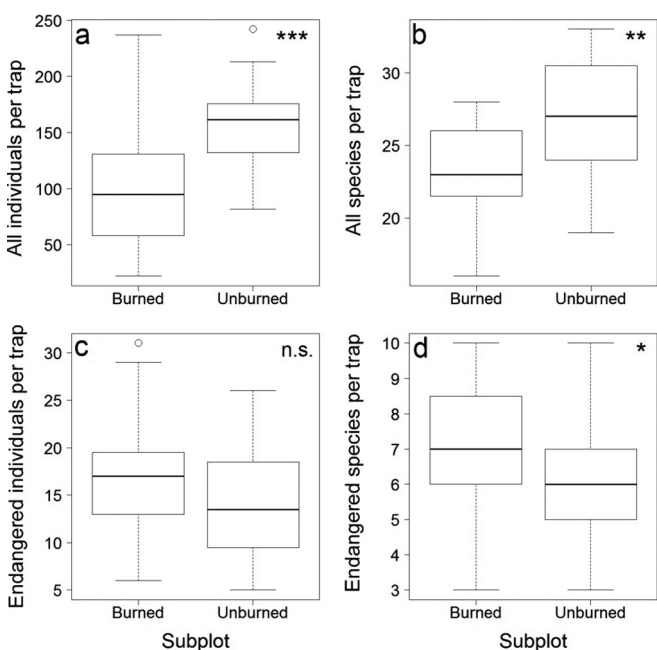 a
***
All individuals per trap
250
200
150
100
50
Burned
Unburned
b
**
All species per trap
30
25
20
Burned
Unburned
c
n.s.
Endangered individuals per trap
30
25
20
15
10
5
Burned
Unburned
Subplot
d
*
Endangered species per trap
10
9
8
7
6
5
4
3
Burned
Unburned
Subplot